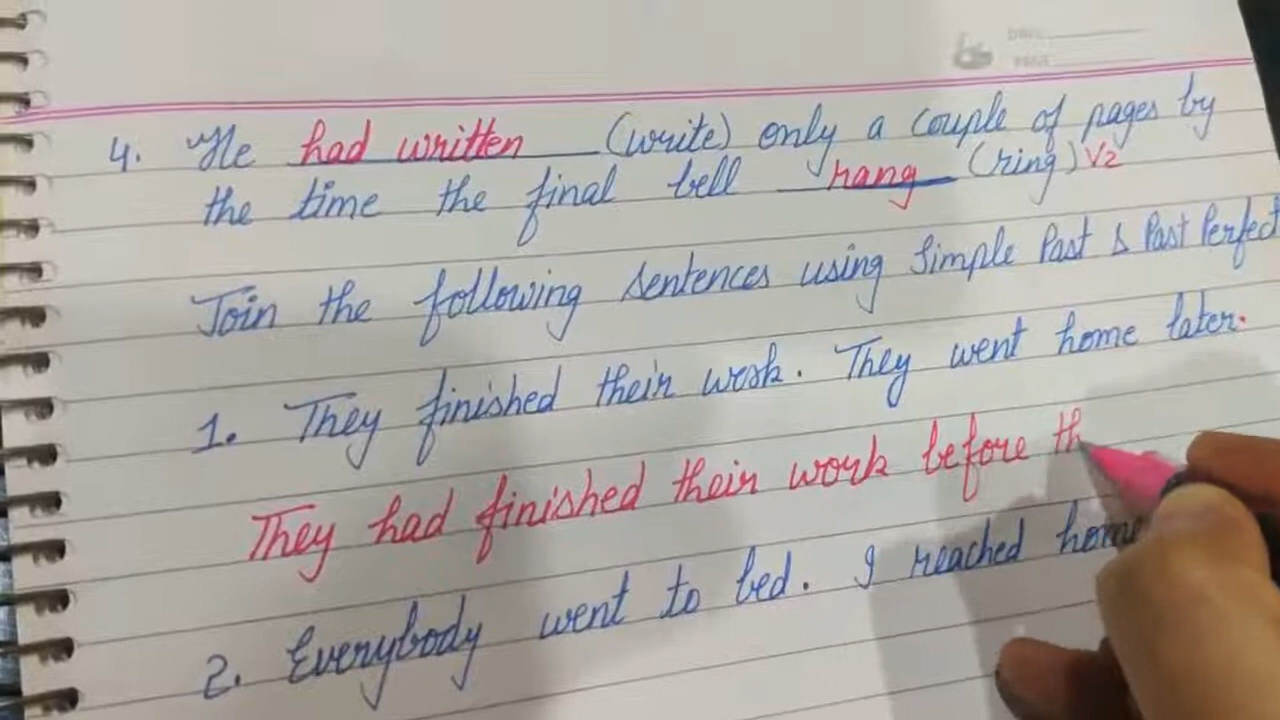 DATE
PAGE
4. He had written (write) only a couple of pages by
the time the final bell rang (ring) V2
Join the following sentences using Simple Past & Past Perfect
1. They finished their work. They went home later.
They had finished their work before th
2. Everybody went to bed. I reached home